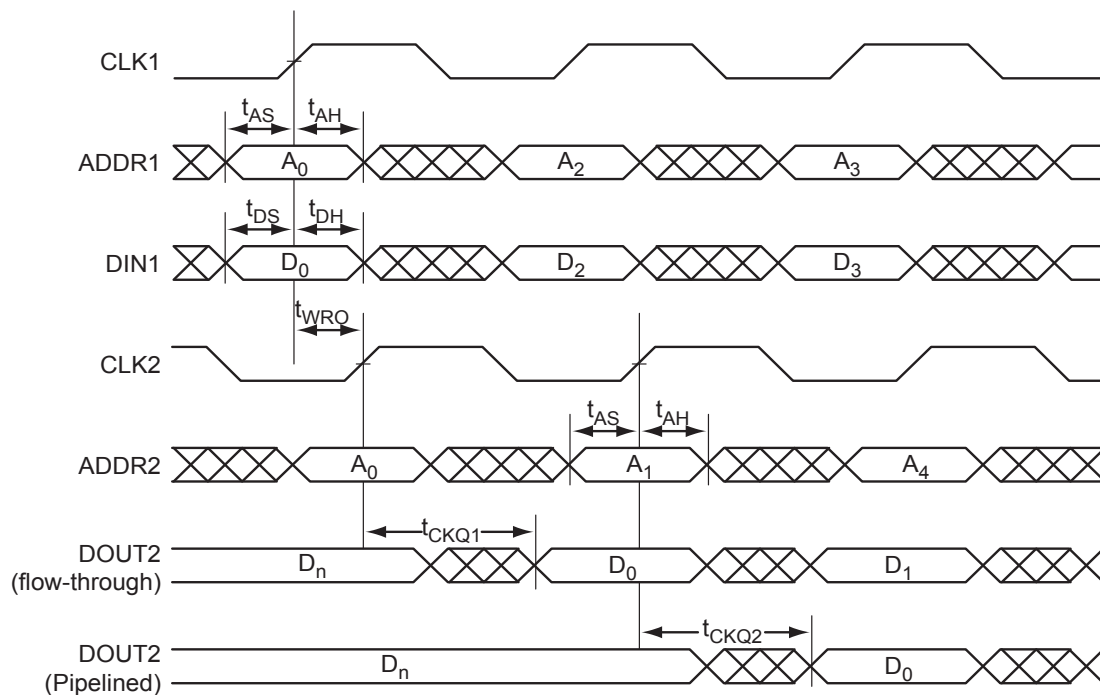 CLK1
tAS tAH
ADDR1 A0 A2 A3
tDS tDH
DIN1 D0 D2 D3
tWRO
CLK2
tAS tAH
ADDR2 A0 A1 A4
tCKQ1
DOUT2
(flow-through)
Dn D0 D1
tCKQ2
DOUT2
(Pipelined)
Dn D0